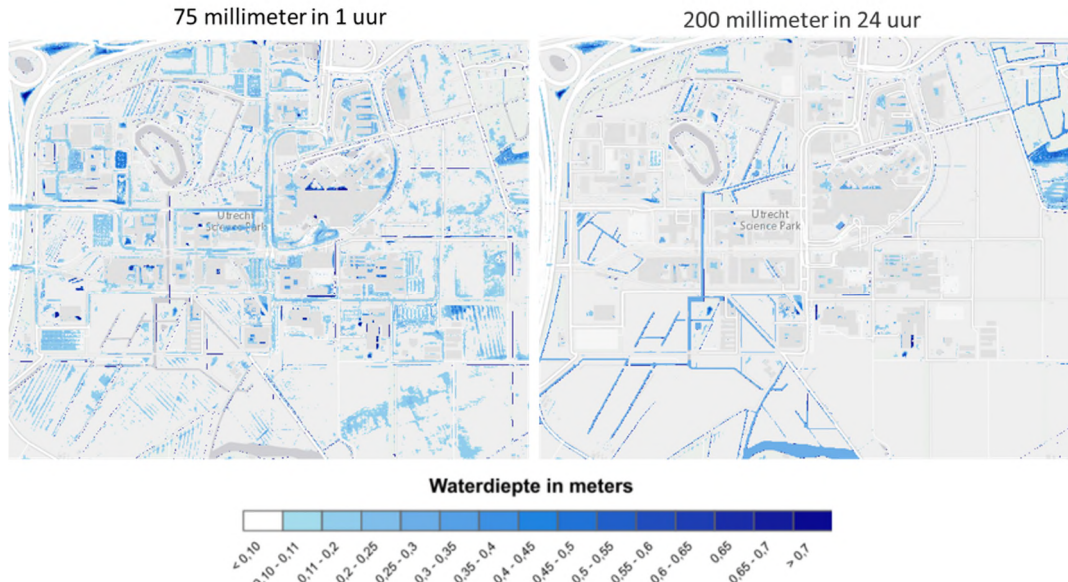 75 millimeter in 1 uur
200 millimeter in 24 uur
Utrecht
Science Park
Utrecht
Science Park
Waterdiepte in meters
< 0,10
0,10 - 0,11
0,11 - 0,2
0,2 - 0,25
0,25 - 0,3
0,3 - 0,35
0,35 - 0,4
0,4 - 0,45
0,45 - 0,5
0,5 - 0,55
0,55 - 0,6
0,6 - 0,65
0,65
0,65 - 0,7
> 0,7